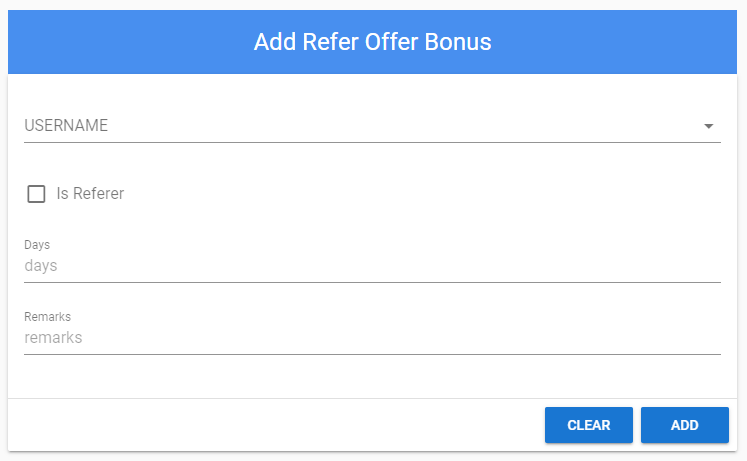 Add Refer Offer Bonus
USERNAME
Is Referer
Days
days
Remarks
remarks
CLEAR ADD